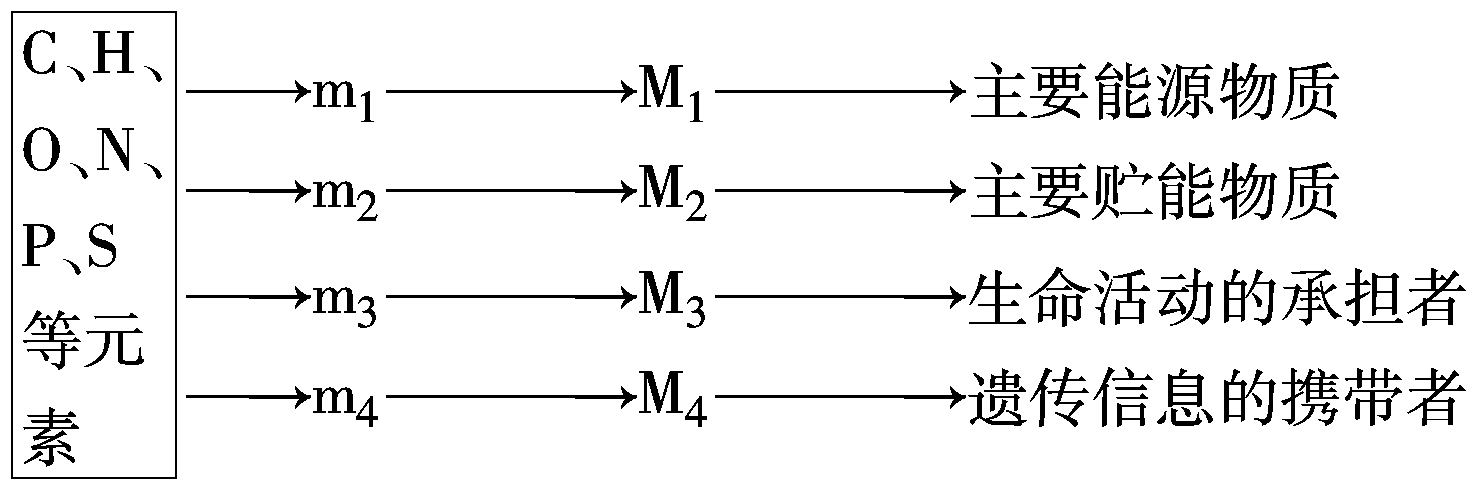 C、H、
O、N、
P、S
等元
素
m₁ M₁ 主要能源物质
m₂ M₂ 主要贮能物质
m₃ M₃ 生命活动的承担者
m₄ M₄ 遗传信息的携带者